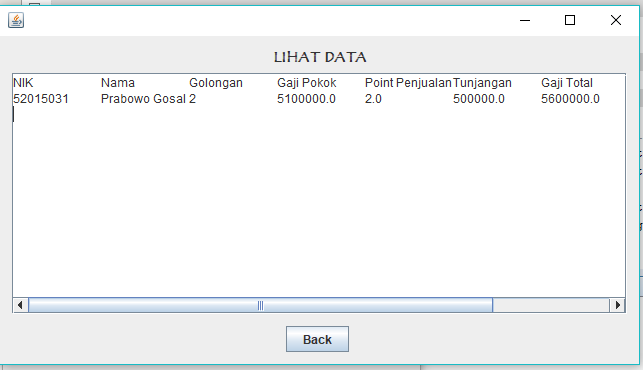 LIHAT DATA
NIK Nama Golongan Gaji Pokok Point Penjualan Tunjangan Gaji Total
52015031 Prabowo Gosal 2 5100000.0 2.0 500000.0 5600000.0
Back